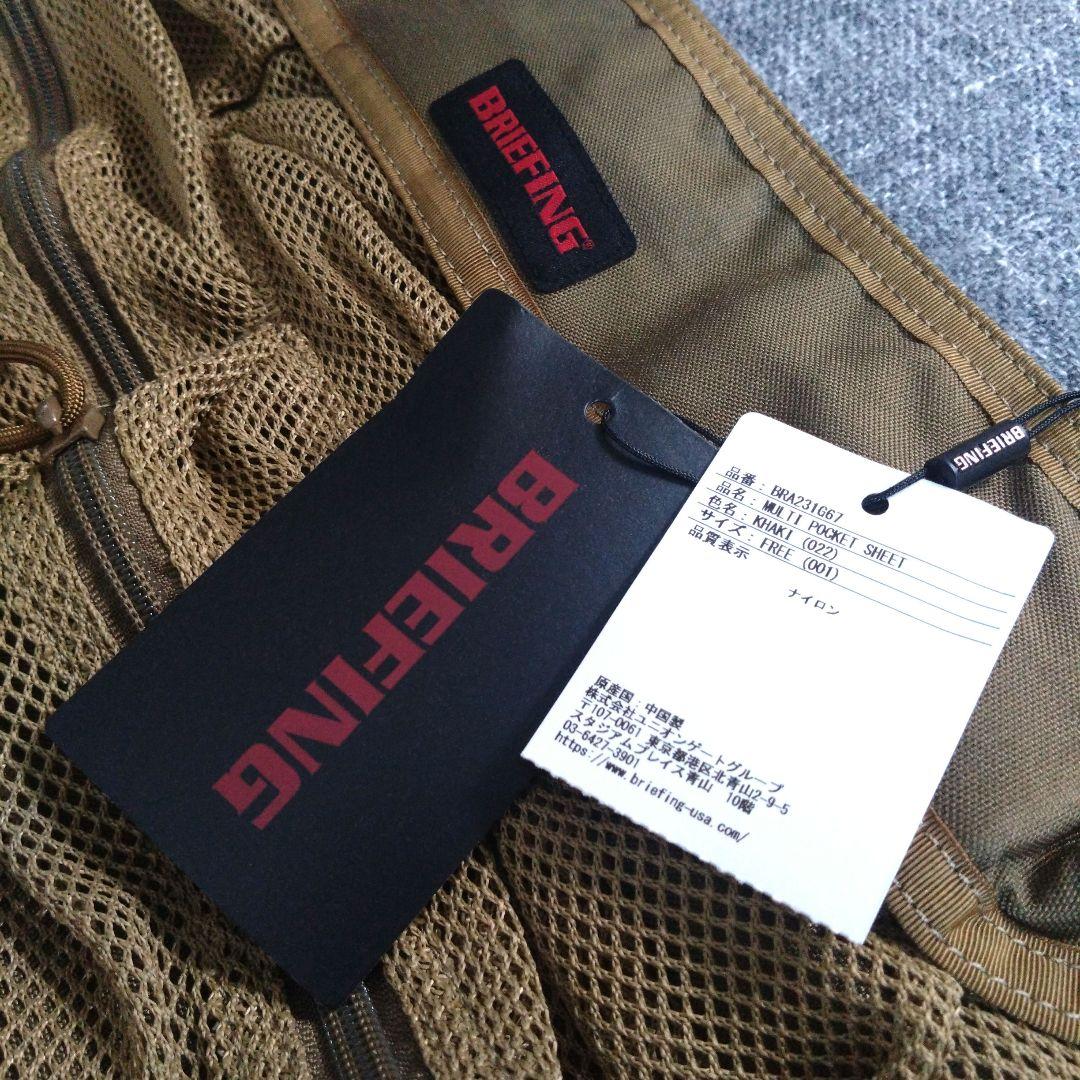 BRIEFING®
BRIEFING
BRIEFING
品番：BRA231G67
品名：MULTI POCKET SHEET
色名：KHAKI (022)
サイズ：FREE (001)
品質表示
ナイロン
原産国：中国製
株式会社ユニオンゲートグループ
〒107-0061 東京都港区北青山2-9-5
スタジアムプレイス青山 10階
03-6427-3901
https://www.briefing-usa.com/